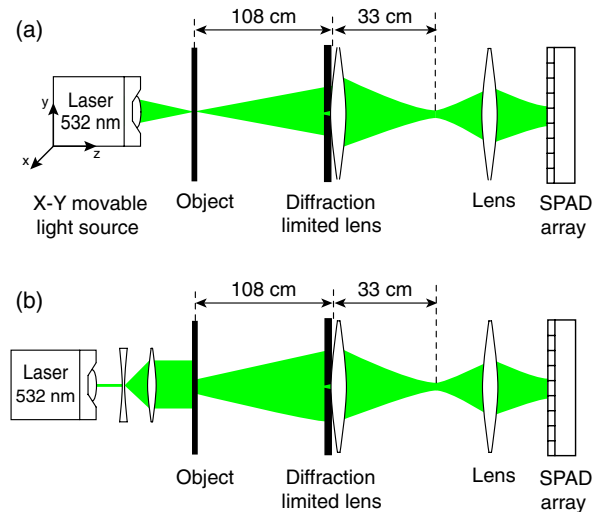 (a)
108 cm
33 cm
Laser
532 nm
y
x
z
X-Y movable
light source
Object
Diffraction
limited lens
Lens
SPAD
array
(b)
108 cm
33 cm
Laser
532 nm
Object
Diffraction
limited lens
Lens
SPAD
array